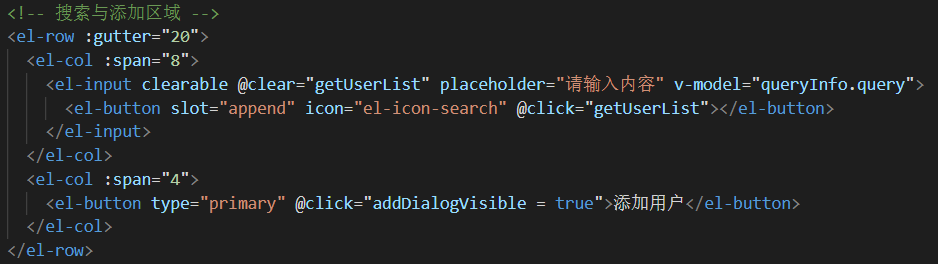 <!-- 搜索与添加区域 -->
<el-row :gutter="20">
  <el-col :span="8">
    <el-input clearable @clear="getUserList" placeholder="请输入内容" v-model="queryInfo.query">
      <el-button slot="append" icon="el-icon-search" @click="getUserList"></el-button>
    </el-input>
  </el-col>
  <el-col :span="4">
    <el-button type="primary" @click="addDialogVisible = true">添加用户</el-button>
  </el-col>
</el-row>